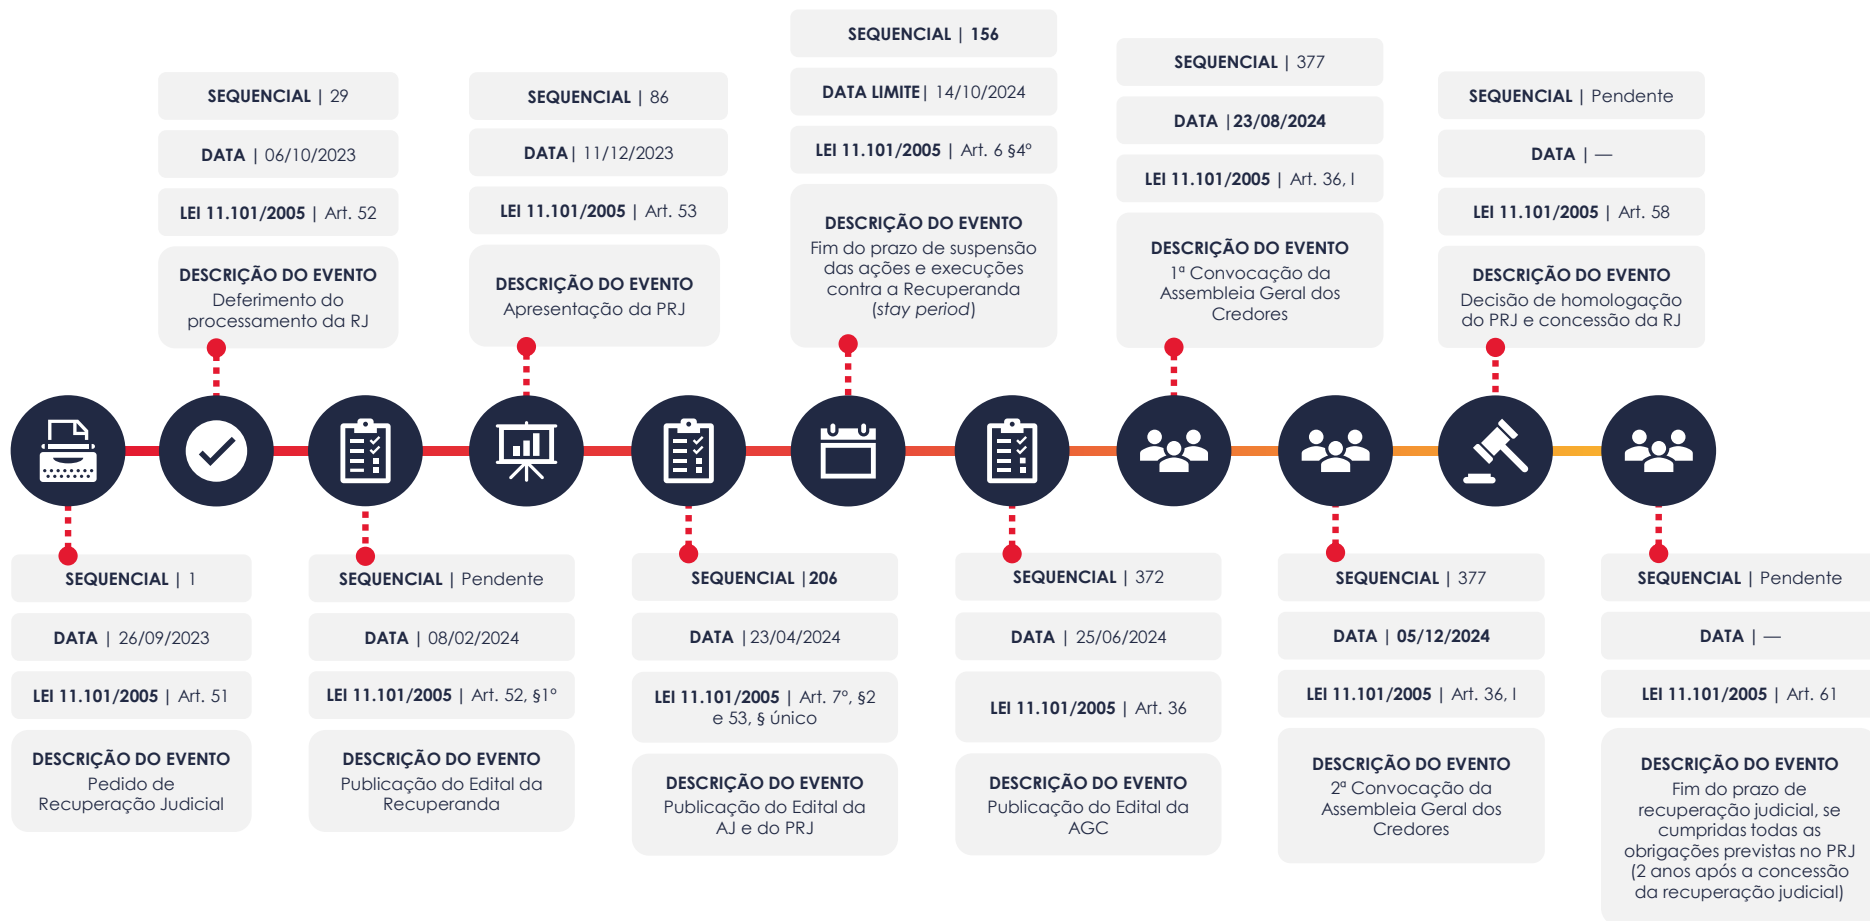 SEQUENCIAL | 29
DATA | 06/10/2023
LEI 11.101/2005 | Art. 52
DESCRIÇÃO DO EVENTO
Deferimento do
processamento da RJ
SEQUENCIAL | 86
DATA | 11/12/2023
LEI 11.101/2005 | Art. 53
DESCRIÇÃO DO EVENTO
Apresentação da PRJ
SEQUENCIAL | 156
DATA LIMITE| 14/10/2024
LEI 11.101/2005 | Art. 6 §4º
DESCRIÇÃO DO EVENTO
Fim do prazo de suspensão
das ações e execuções
contra a Recuperanda
(stay period)
SEQUENCIAL | 377
DATA |23/08/2024
LEI 11.101/2005 | Art. 36, I
DESCRIÇÃO DO EVENTO
1ª Convocação da
Assembleia Geral dos
Credores
SEQUENCIAL | Pendente
DATA | —
LEI 11.101/2005 | Art. 58
DESCRIÇÃO DO EVENTO
Decisão de homologação
do PRJ e concessão da RJ
SEQUENCIAL | 1
DATA | 26/09/2023
LEI 11.101/2005 | Art. 51
DESCRIÇÃO DO EVENTO
Pedido de
Recuperação Judicial
SEQUENCIAL | Pendente
DATA | 08/02/2024
LEI 11.101/2005 | Art. 52, §1º
DESCRIÇÃO DO EVENTO
Publicação do Edital da
Recuperanda
SEQUENCIAL |206
DATA |23/04/2024
LEI 11.101/2005 | Art. 7º, §2
e 53, § único
DESCRIÇÃO DO EVENTO
Publicação do Edital da
AJ e do PRJ
SEQUENCIAL | 372
DATA | 25/06/2024
LEI 11.101/2005 | Art. 36
DESCRIÇÃO DO EVENTO
Publicação do Edital da
AGC
SEQUENCIAL | 377
DATA | 05/12/2024
LEI 11.101/2005 | Art. 36, I
DESCRIÇÃO DO EVENTO
2ª Convocação da
Assembleia Geral dos
Credores
SEQUENCIAL | Pendente
DATA | —
LEI 11.101/2005 | Art. 61
DESCRIÇÃO DO EVENTO
Fim do prazo de
recuperação judicial, se
cumpridas todas as
obrigações previstas no PRJ
(2 anos após a concessão
da recuperação judicial)